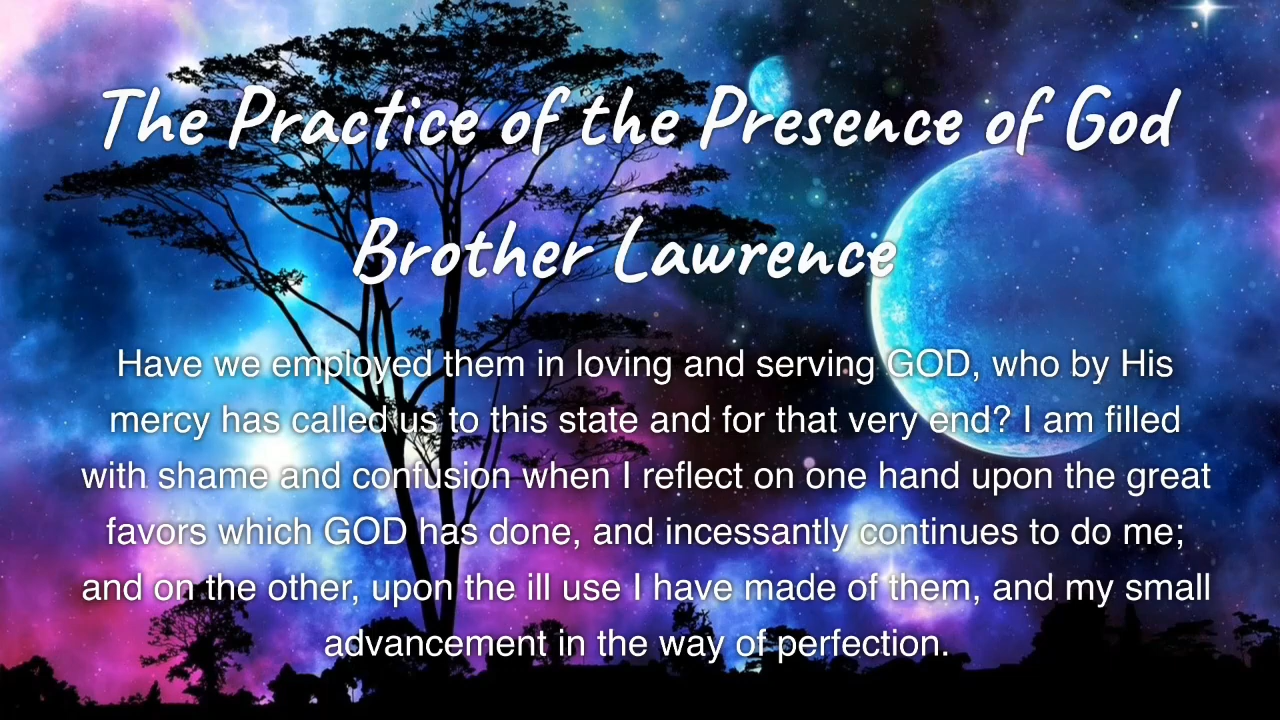 The Practice of the Presence of God
Brother Lawrence
Have we employed them in loving and serving GOD, who by His
mercy has called us to this state and for that very end? I am filled
with shame and confusion when I reflect on one hand upon the great
favors which GOD has done, and incessantly continues to do me;
and on the other, upon the ill use I have made of them, and my small
advancement in the way of perfection.